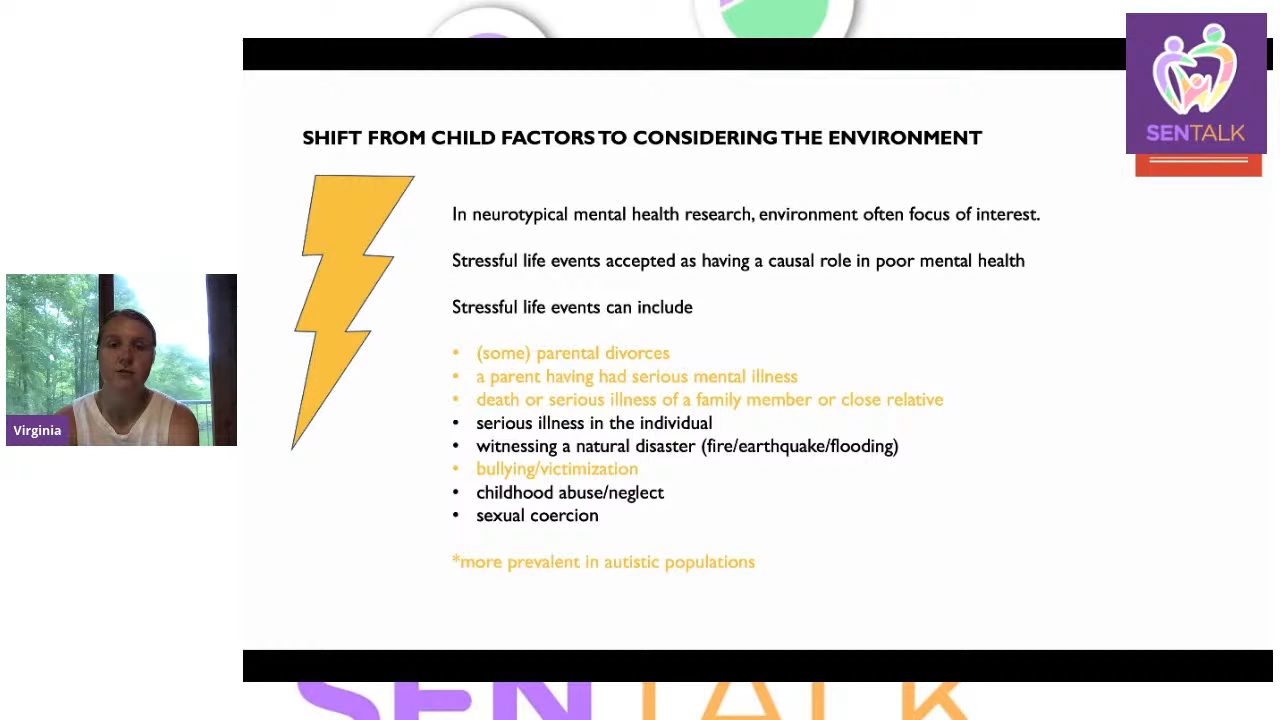 SENTALK
SHIFT FROM CHILD FACTORS TO CONSIDERING THE ENVIRONMENT
In neurotypical mental health research, environment often focus of interest.
Stressful life events accepted as having a causal role in poor mental health
Stressful life events can include
• (some) parental divorces
• a parent having had serious mental illness
• death or serious illness of a family member or close relative
• serious illness in the individual
• witnessing a natural disaster (fire/earthquake/flooding)
• bullying/victimization
• childhood abuse/neglect
• sexual coercion
*more prevalent in autistic populations
Virginia
SEN TALK